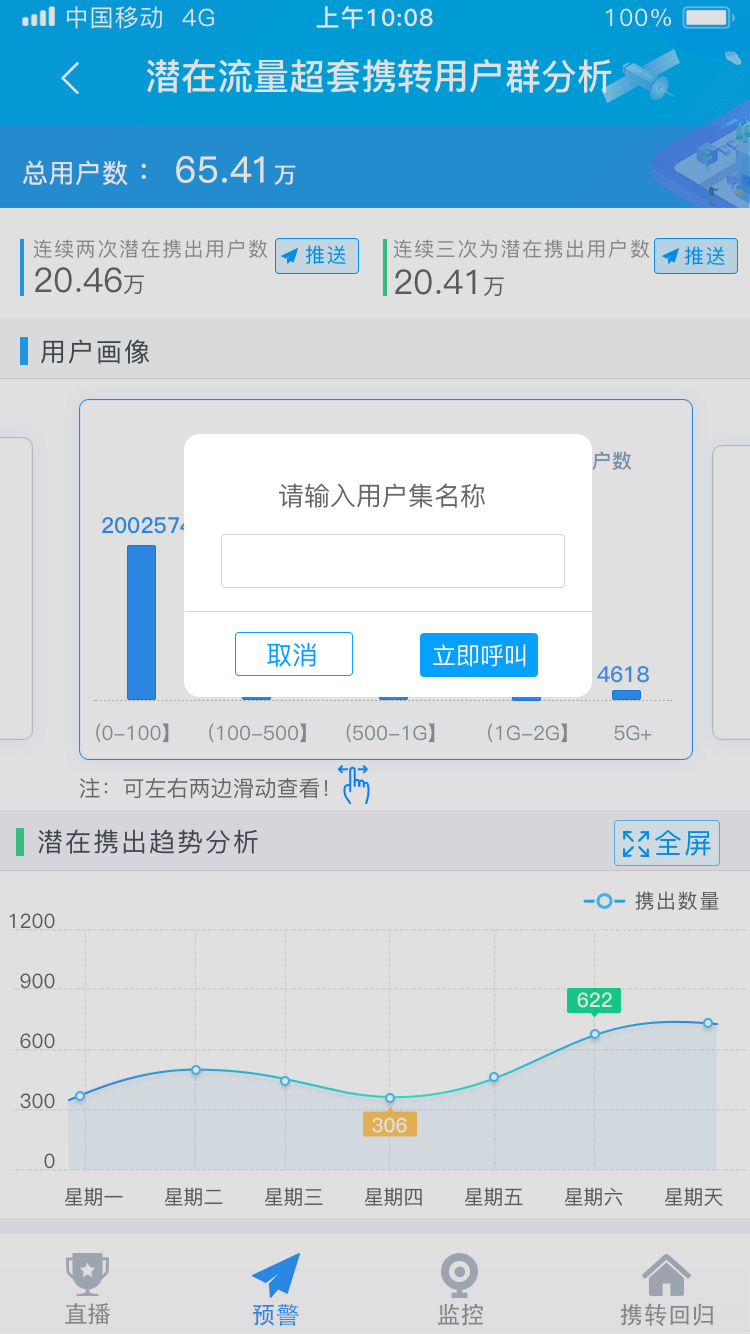 中国移动 4G 上午10:08 100%
潜在流量超套携转用户群分析
总用户数： 65.41万
连续两次潜在携出用户数 推送 连续三次为潜在携出用户数 推送
20.46万 20.41万
用户画像
户数
请输入用户集名称
200257
取消 立即呼叫
4618
(0-100】 (100-500】 (500-1G】 (1G-2G】 5G+
注：可左右两边滑动查看！
潜在携出趋势分析 全屏
携出数量
1200
900
622
600
300
306
0
星期一 星期二 星期三 星期四 星期五 星期六 星期天
直播 预警 监控 携转回归